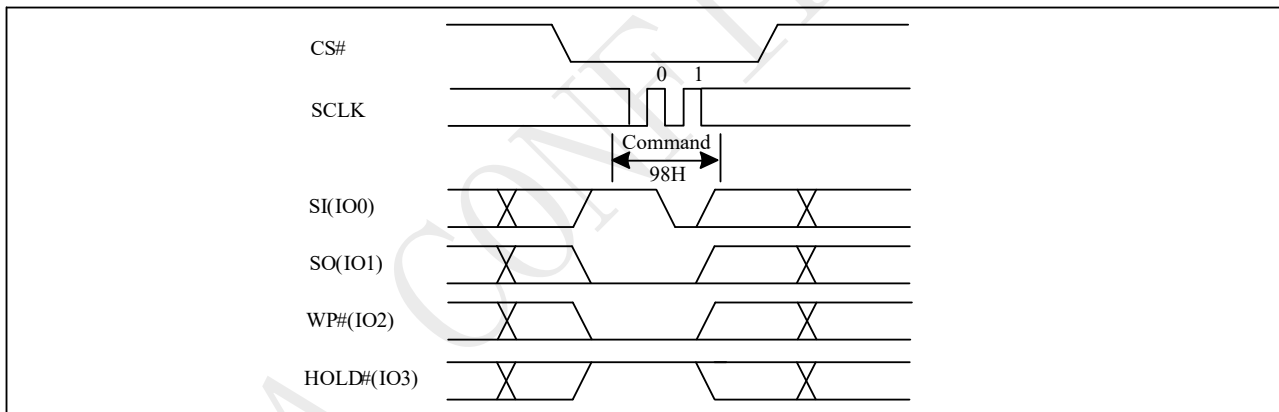 CS#
0 1
SCLK
Command
98H
SI(IO0)
SO(IO1)
WP#(IO2)
HOLD#(IO3)